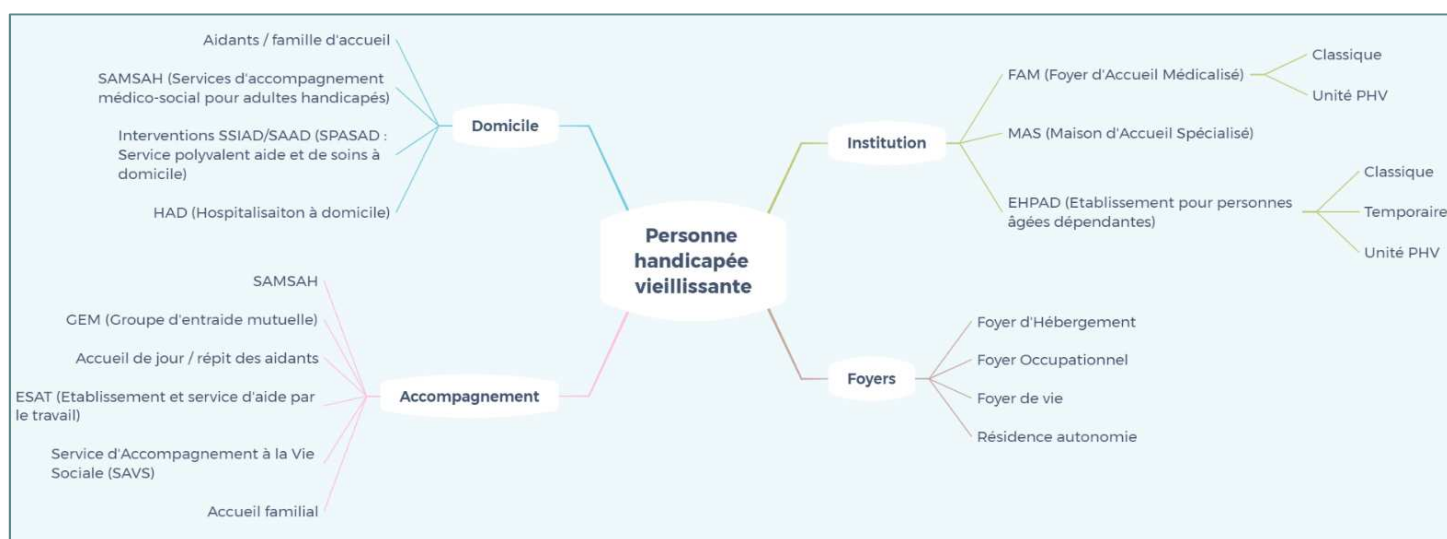 Personne
handicapée
vieillissante
Domicile
Aidants / famille d'accueil
SAMSAH (Services d'accompagnement
médico-social pour adultes handicapés)
Interventions SSIAD/SAAD (SPASAD :
Service polyvalent aide et de soins à
domicile)
HAD (Hospitalisaiton à domicile)
Accompagnement
SAMSAH
GEM (Groupe d'entraide mutuelle)
Accueil de jour / répit des aidants
ESAT (Etablissement et service d'aide par
le travail)
Service d'Accompagnement à la Vie
Sociale (SAVS)
Accueil familial
Institution
FAM (Foyer d'Accueil Médicalisé)
Classique
Unité PHV
MAS (Maison d'Accueil Spécialisé)
EHPAD (Etablissement pour personnes
âgées dépendantes)
Classique
Temporaire
Unité PHV
Foyers
Foyer d'Hébergement
Foyer Occupationnel
Foyer de vie
Résidence autonomie